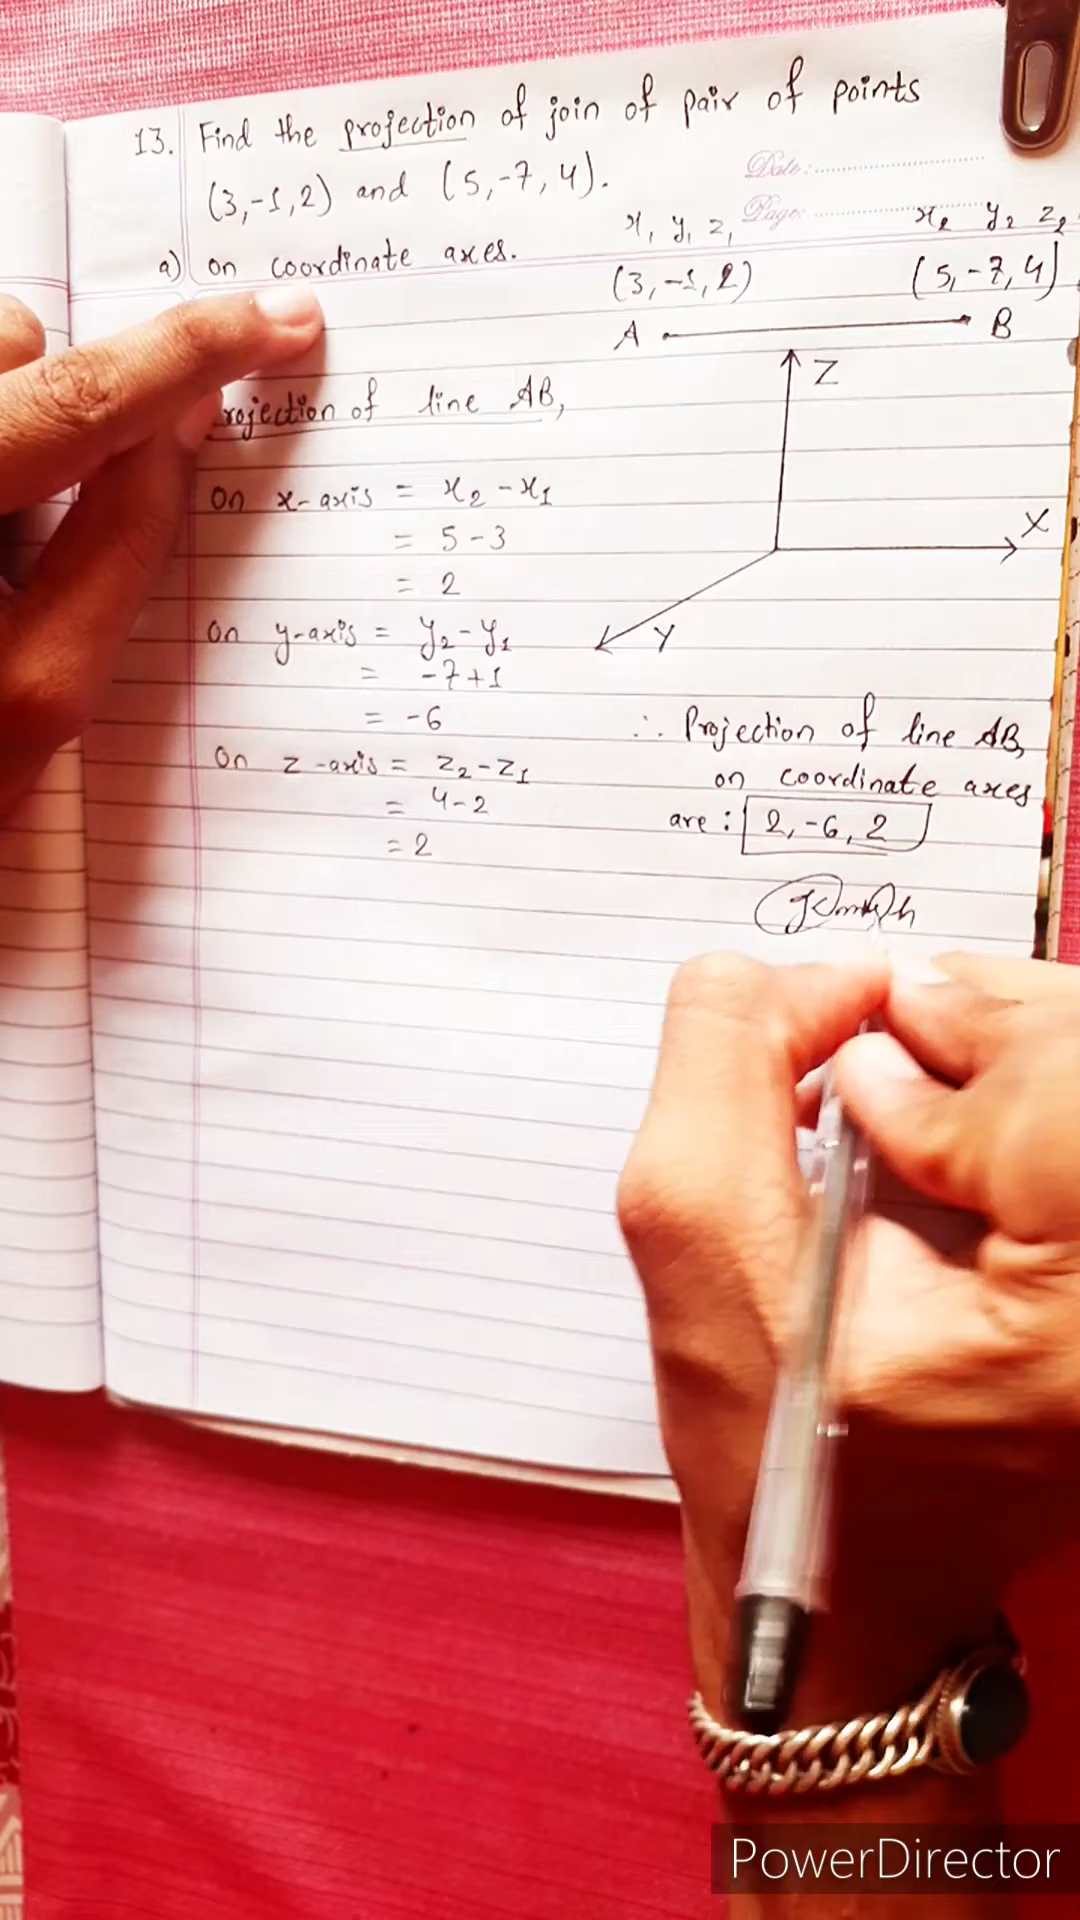 13. Find the projection of join of pair of points
(3,-1,2) and (5,-7,4).
Date:
Page:
a) on coordinate axes.
x₁ y₁ z₁
x₂ y₂ z₂
(3,-1,2)
(5,-7,4)
A
B
Z
X
Y
rojection of line AB,
On x-axis = x₂ - x₁
= 5 - 3
= 2
On y-axis = y₂ - y₁
= -7+1
= -6
On z-axis = z₂ - z₁
= 4-2
= 2
∴ Projection of line AB,
on coordinate axes
are : 2, -6, 2
PowerDirector